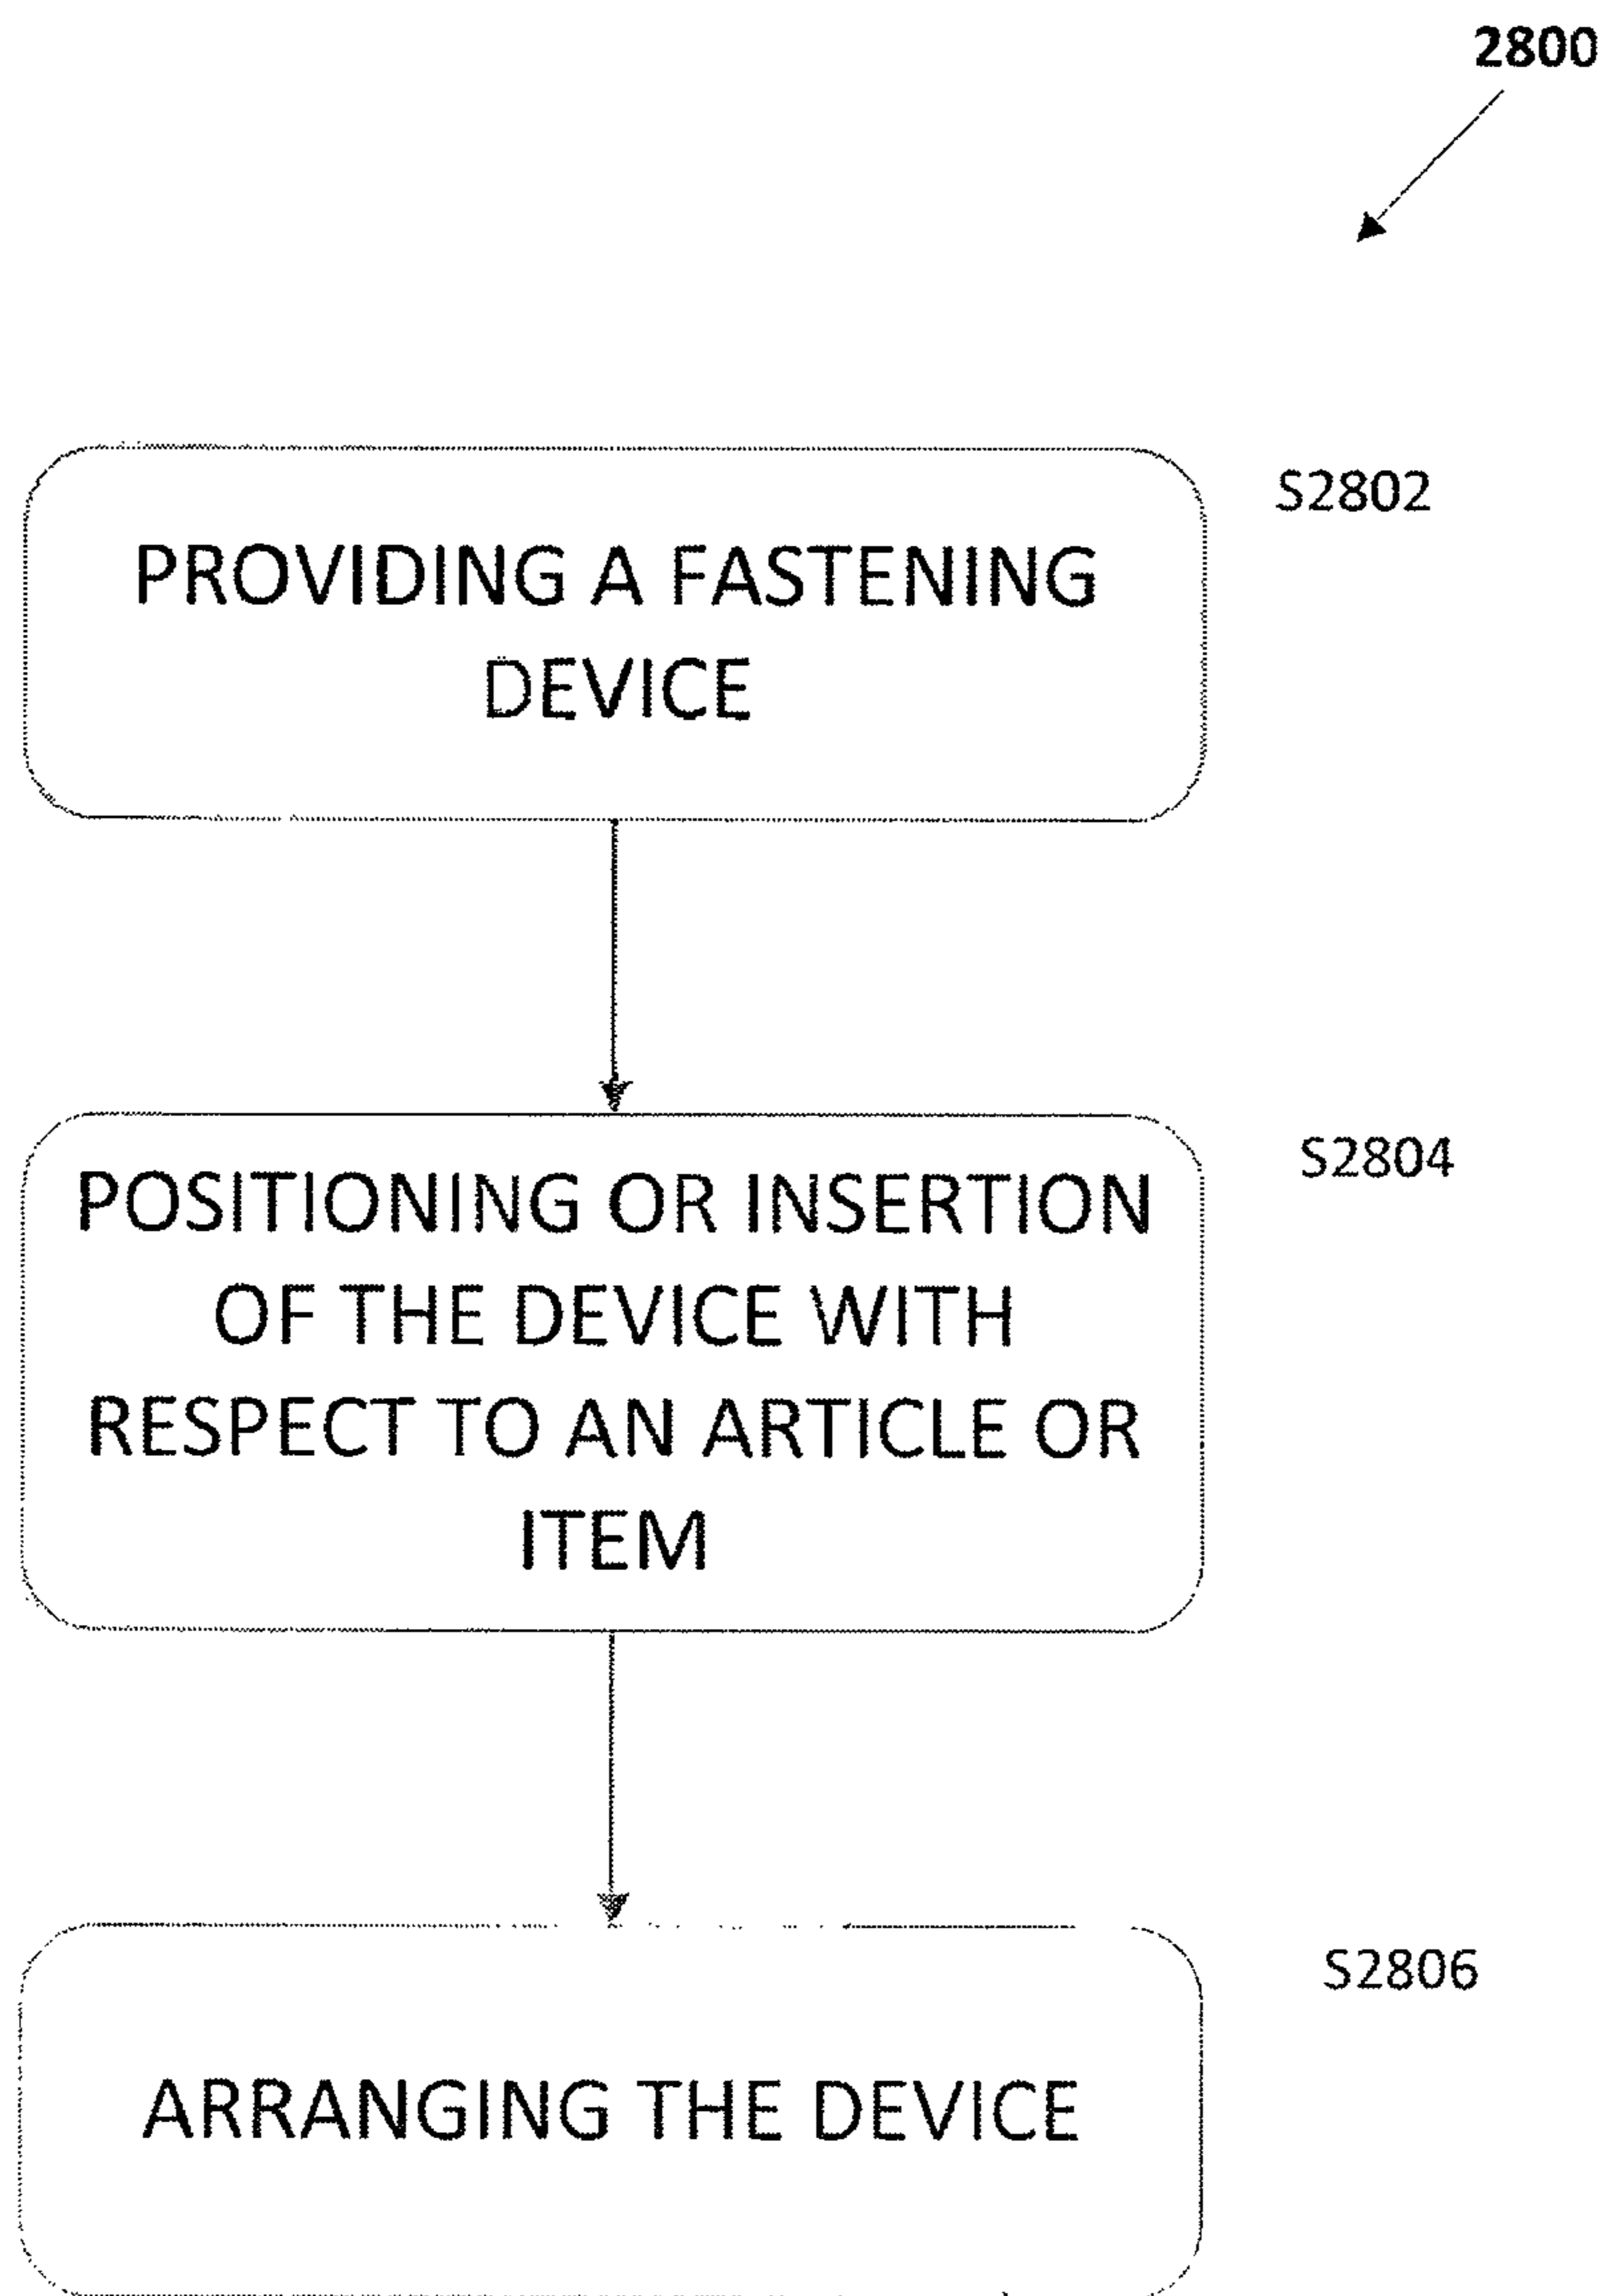 2800
S2802
PROVIDING A FASTENING
DEVICE
S2804
POSITIONING OR INSERTION
OF THE DEVICE WITH
RESPECT TO AN ARTICLE OR
ITEM
S2806
ARRANGING THE DEVICE